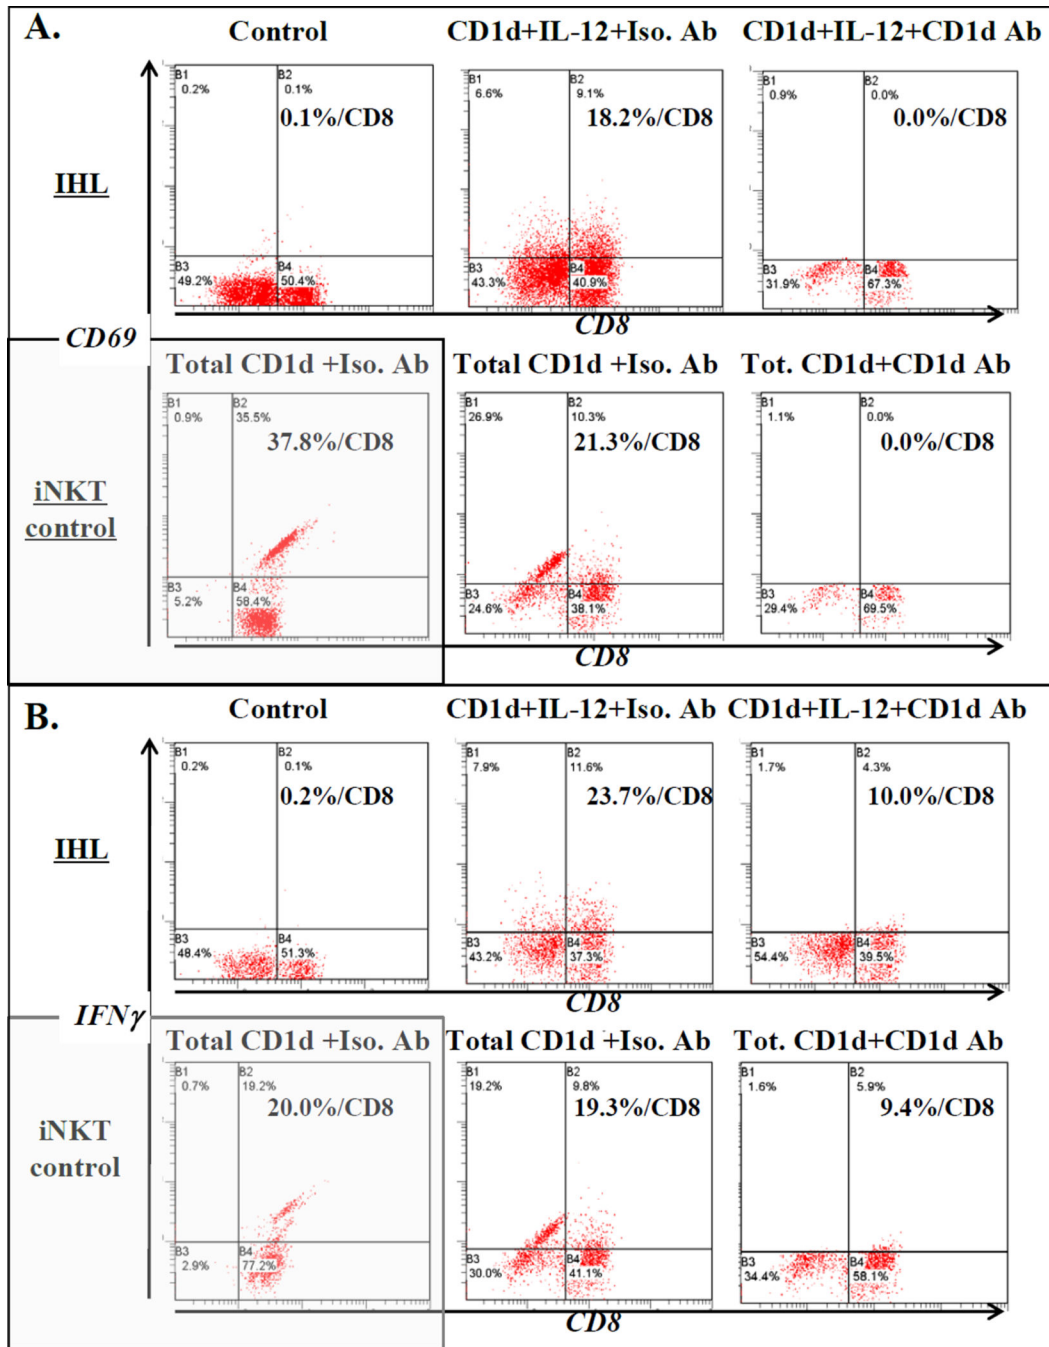 A.
Control
CD1d+IL-12+Iso. Ab
CD1d+IL-12+CD1d Ab
IHL
B1
0.2%
B2
0.1%
0.1%/CD8
B3
49.2%
B4
50.4%
B1
6.6%
B2
9.1%
18.2%/CD8
B3
43.3%
B4
40.9%
B1
0.9%
B2
0.0%
0.0%/CD8
B3
31.9%
B4
67.3%
CD8
CD69
Total CD1d +Iso. Ab
Total CD1d +Iso. Ab
Tot. CD1d+CD1d Ab
iNKT
control
B1
0.9%
B2
35.5%
37.8%/CD8
B3
5.2%
B4
58.4%
B1
26.9%
B2
10.3%
21.3%/CD8
B3
24.6%
B4
38.1%
B1
1.1%
B2
0.0%
0.0%/CD8
B3
29.4%
B4
69.5%
CD8
B.
Control
CD1d+IL-12+Iso. Ab
CD1d+IL-12+CD1d Ab
IHL
B1
0.2%
B2
0.1%
0.2%/CD8
B3
48.4%
B4
51.3%
B1
7.9%
B2
11.6%
23.7%/CD8
B3
43.2%
B4
37.3%
B1
1.7%
B2
4.3%
10.0%/CD8
B3
54.4%
B4
39.5%
CD8
IFNγ
Total CD1d +Iso. Ab
Total CD1d +Iso. Ab
Tot. CD1d+CD1d Ab
iNKT
control
B1
0.7%
B2
19.2%
20.0%/CD8
B3
2.9%
B4
77.2%
B1
19.2%
B2
9.8%
19.3%/CD8
B3
30.0%
B4
41.1%
B1
1.6%
B2
5.9%
9.4%/CD8
B3
34.4%
B4
58.1%
CD8